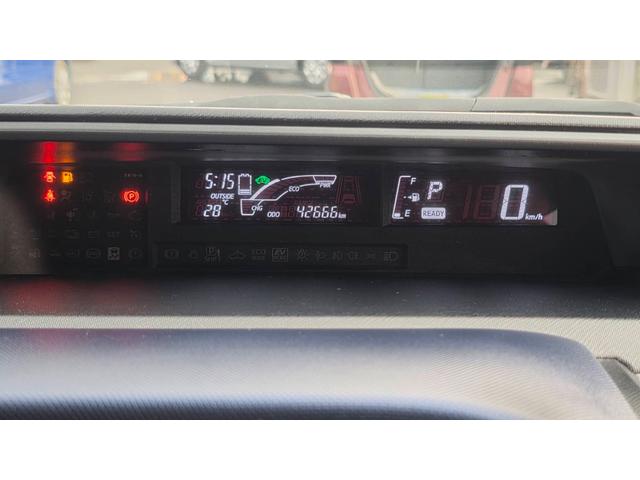 5:15
OUTSIDE
28 °C
ECO
PWR
CHG
ODO 42666 km
F
E
P
READY
0 km/h